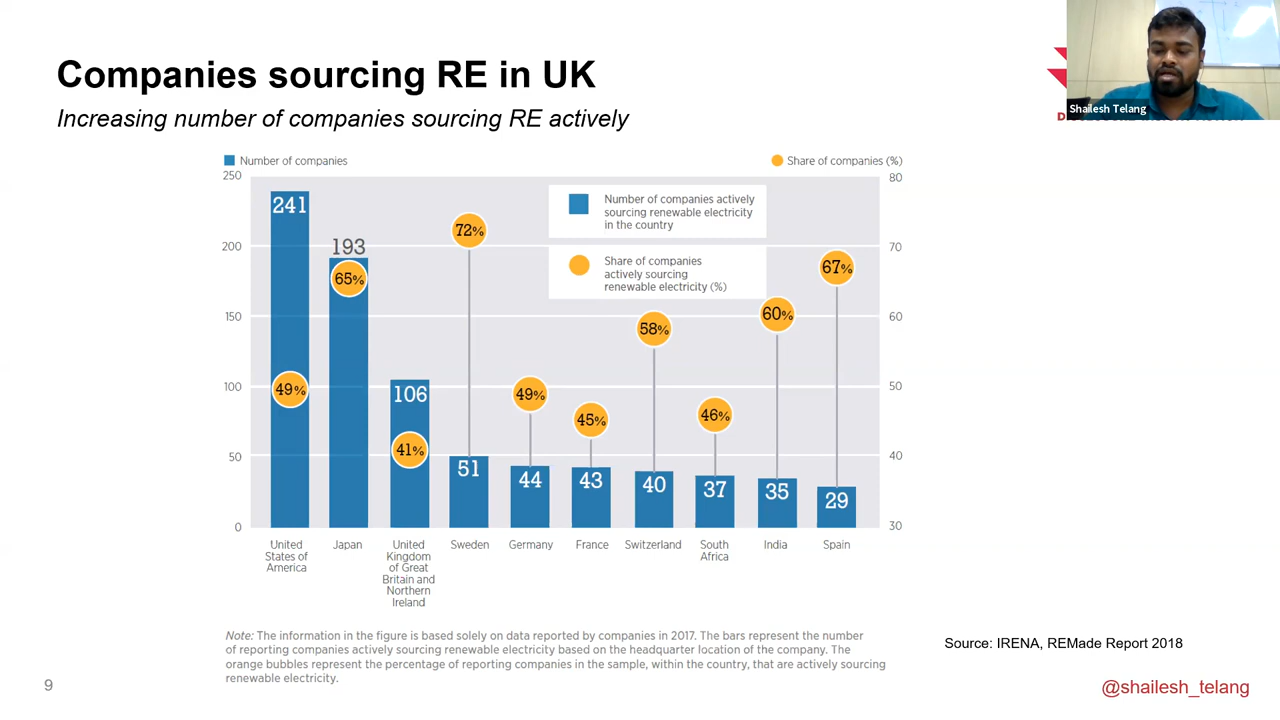 Companies sourcing RE in UK
Increasing number of companies sourcing RE actively
Shailesh Telang
Number of companies
Share of companies (%)
250
200
150
100
50
0
80
70
60
50
40
30
Number of companies actively
sourcing renewable electricity
in the country
Share of companies
actively sourcing
renewable electricity (%)
241
49%
193
65%
106
41%
72%
51
49%
44
45%
43
58%
40
46%
37
60%
35
67%
29
United
States of
America
Japan
United
Kingdom
of Great
Britain and
Northern
Ireland
Sweden
Germany
France
Switzerland
South
Africa
India
Spain
Note: The information in the figure is based solely on data reported by companies in 2017. The bars represent the number
of reporting companies actively sourcing renewable electricity based on the headquarter location of the company. The
orange bubbles represent the percentage of reporting companies in the sample, within the country, that are actively sourcing
renewable electricity.
Source: IRENA, REMade Report 2018
9
@shailesh_telang